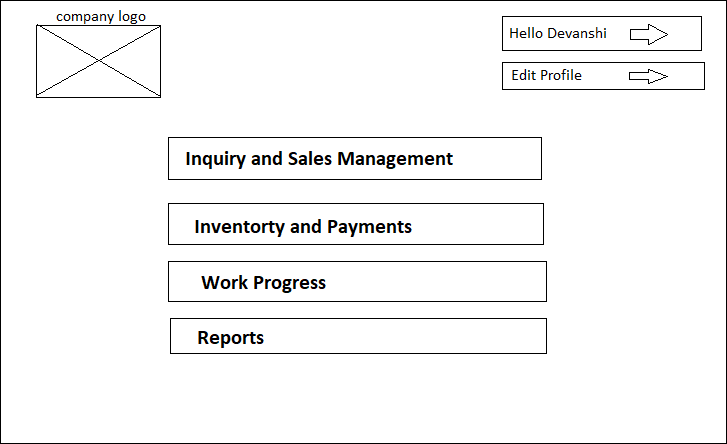 company logo
Hello Devanshi
Edit Profile
Inquiry and Sales Management
Inventorty and Payments
Work Progress
Reports